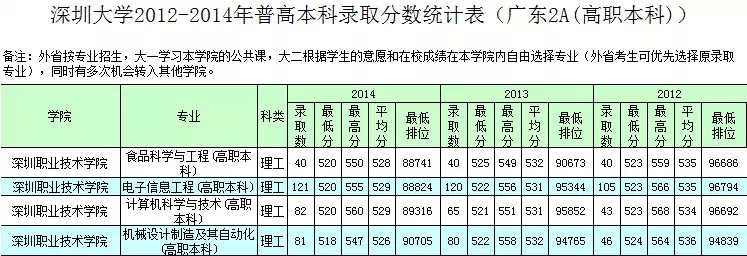 深圳大学2012-2014年普高本科录取分数统计表（广东2A(高职本科)）
备注：外省按专业招生，大一学习本学院的公共课，大二根据学生的意愿和在校成绩在本学院内自由选择专业（外省考生可优先选择原录取
专业），同时有多次机会转入其他学院。
学院 专业 科类 2014 2013 2012
录取数 最低分 最高分 平均分 最低排位 录取数 最低分 最高分 平均分 最低排位 录取数 最低分 最高分 平均分 最低排位
深圳职业技术学院 食品科学与工程(高职本科) 理工 40 520 550 528 88741 40 525 549 532 90673 40 523 559 535 96686
深圳职业技术学院 电子信息工程(高职本科) 理工 121 520 555 529 88824 120 522 556 531 95344 105 523 566 535 96794
深圳职业技术学院 计算机科学与技术(高职本科) 理工 82 520 560 529 89316 65 521 551 531 95852 43 523 568 534 96692
深圳职业技术学院 机械设计制造及其自动化(高职本科) 理工 81 518 547 526 90705 80 522 558 532 94765 46 524 564 536 94839